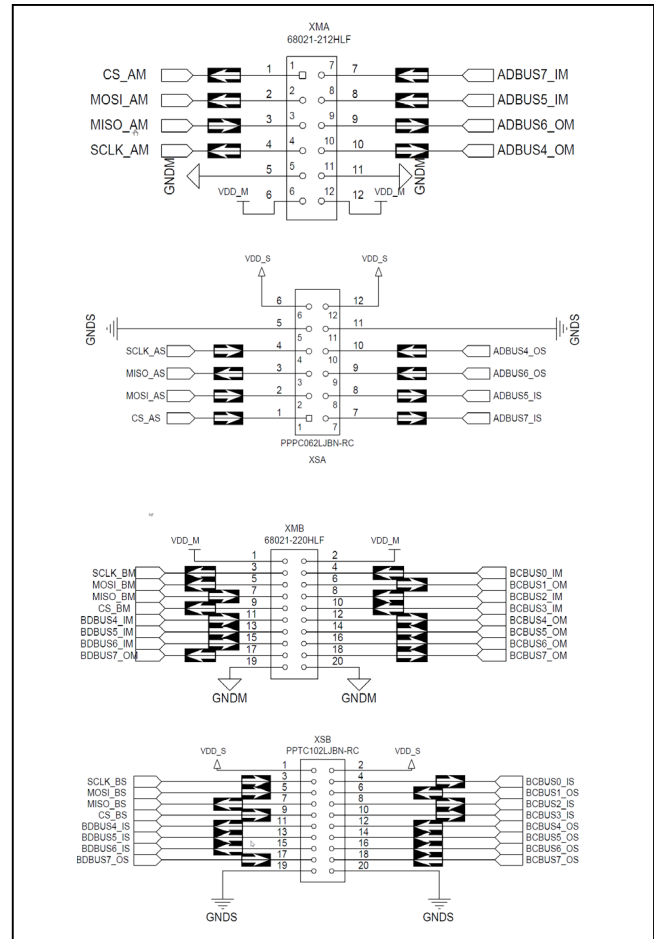 XMA
68021-212HLF
CS_AM 1 1 7 7 ADBUS7_IM
MOSI_AM 2 2 8 8 ADBUS5_IM
MISO_AM 3 3 9 9 ADBUS6_OM
SCLK_AM 4 4 10 10 ADBUS4_OM
GNDM 5 5 11 11 GNDM
VDD_M 6 6 12 12 VDD_M
VDD_S VDD_S
6 6 12 12
GNDS 5 5 11 11 GNDS
SCLK_AS 4 4 10 10 ADBUS4_OS
MISO_AS 3 3 9 9 ADBUS6_OS
MOSI_AS 2 2 8 8 ADBUS5_IS
CS_AS 1 1 7 7 ADBUS7_IS
PPPC062LJBN-RC
XSA
XMB
68021-220HLF
VDD_M VDD_M
1 2
SCLK_BM 3 4 BCBUS0_IM
MOSI_BM 5 6 BCBUS1_OM
MISO_BM 7 8 BCBUS2_IM
CS_BM 9 10 BCBUS3_IM
BDBUS4_IM 11 12 BCBUS4_OM
BDBUS5_IM 13 14 BCBUS5_OM
BDBUS6_IM 15 16 BCBUS6_OM
BDBUS7_OM 17 18 BCBUS7_OM
19 20
GNDM GNDM
XSB
PPTC102LJBN-RC
VDD_S VDD_S
1 2
SCLK_BS 3 4 BCBUS0_IS
MOSI_BS 5 6 BCBUS1_OS
MISO_BS 7 8 BCBUS2_IS
CS_BS 9 10 BCBUS3_IS
BDBUS4_IS 11 12 BCBUS4_OS
BDBUS5_IS 13 14 BCBUS5_OS
BDBUS6_IS 15 16 BCBUS6_OS
BDBUS7_OS 17 18 BCBUS7_OS
19 20
GNDS GNDS